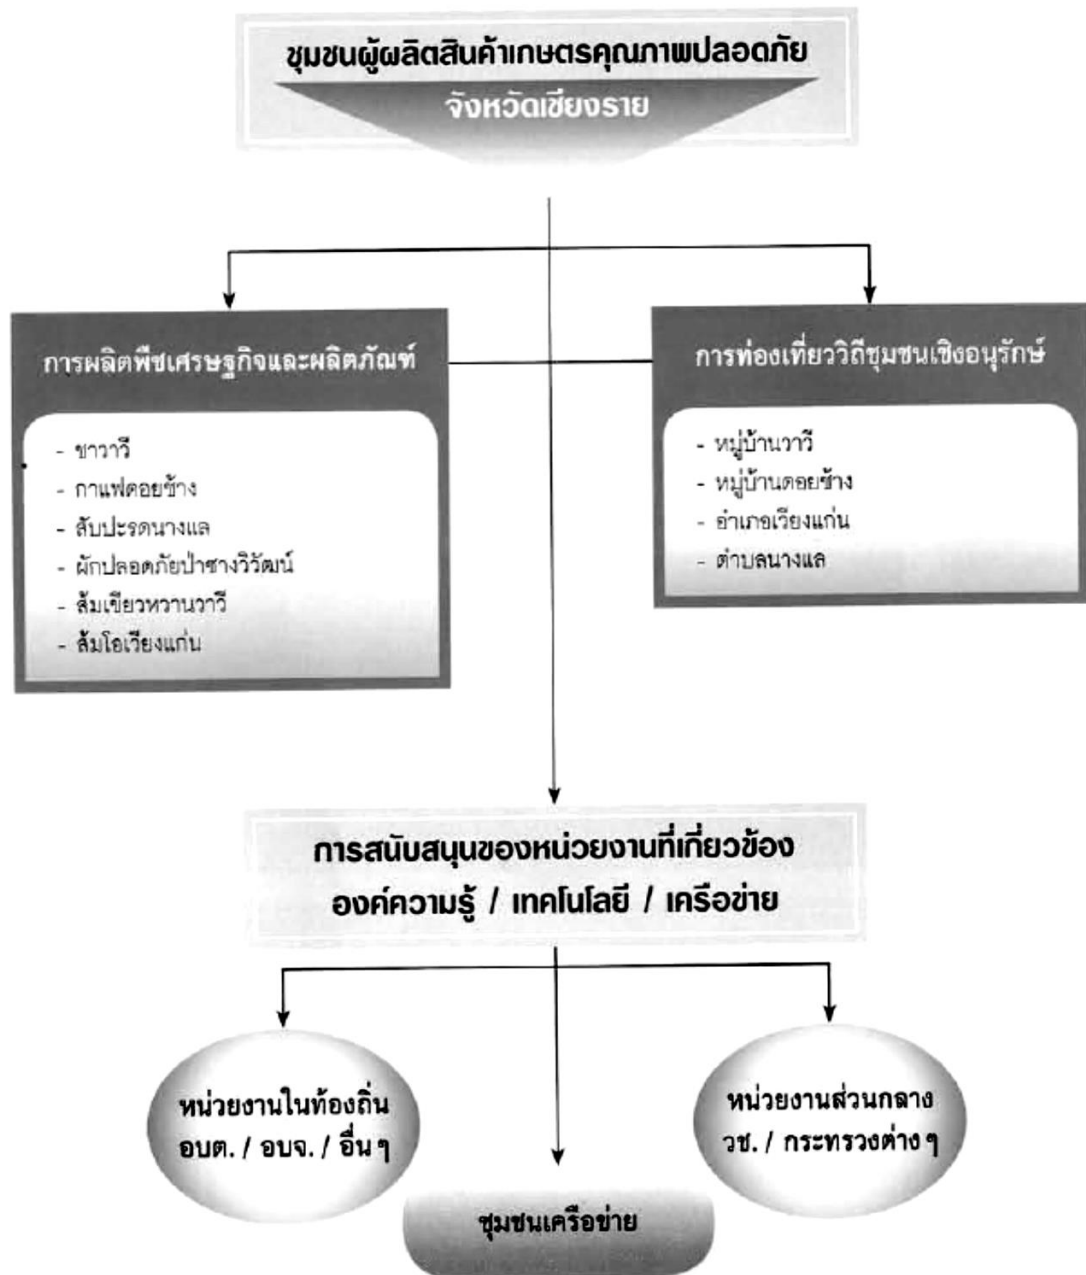 ชุมชนผู้ผลิตสินค้าเกษตรคุณภาพปลอดภัย
จังหวัดเชียงราย
การผลิตพืชเศรษฐกิจและผลิตภัณฑ์
- ชาวาวี
- กาแฟดอยช้าง
- สับปะรดนางแล
- ผักปลอดภัยป่าซางวิวัฒน์
- ส้มเขียวหวานวาวี
- ส้มโอเวียงแก่น
การท่องเที่ยววิถีชุมชนเชิงอนุรักษ์
- หมู่บ้านวาวี
- หมู่บ้านดอยช้าง
- อำเภอเวียงแก่น
- ตำบลนางแล
การสนับสนุนของหน่วยงานที่เกี่ยวข้อง
องค์ความรู้ / เทคโนโลยี / เครือข่าย
หน่วยงานในท้องถิ่น
อบต. / อบจ. / อื่นๆ
หน่วยงานส่วนกลาง
วช. / กระทรวงต่างๆ
ชุมชนเครือข่าย